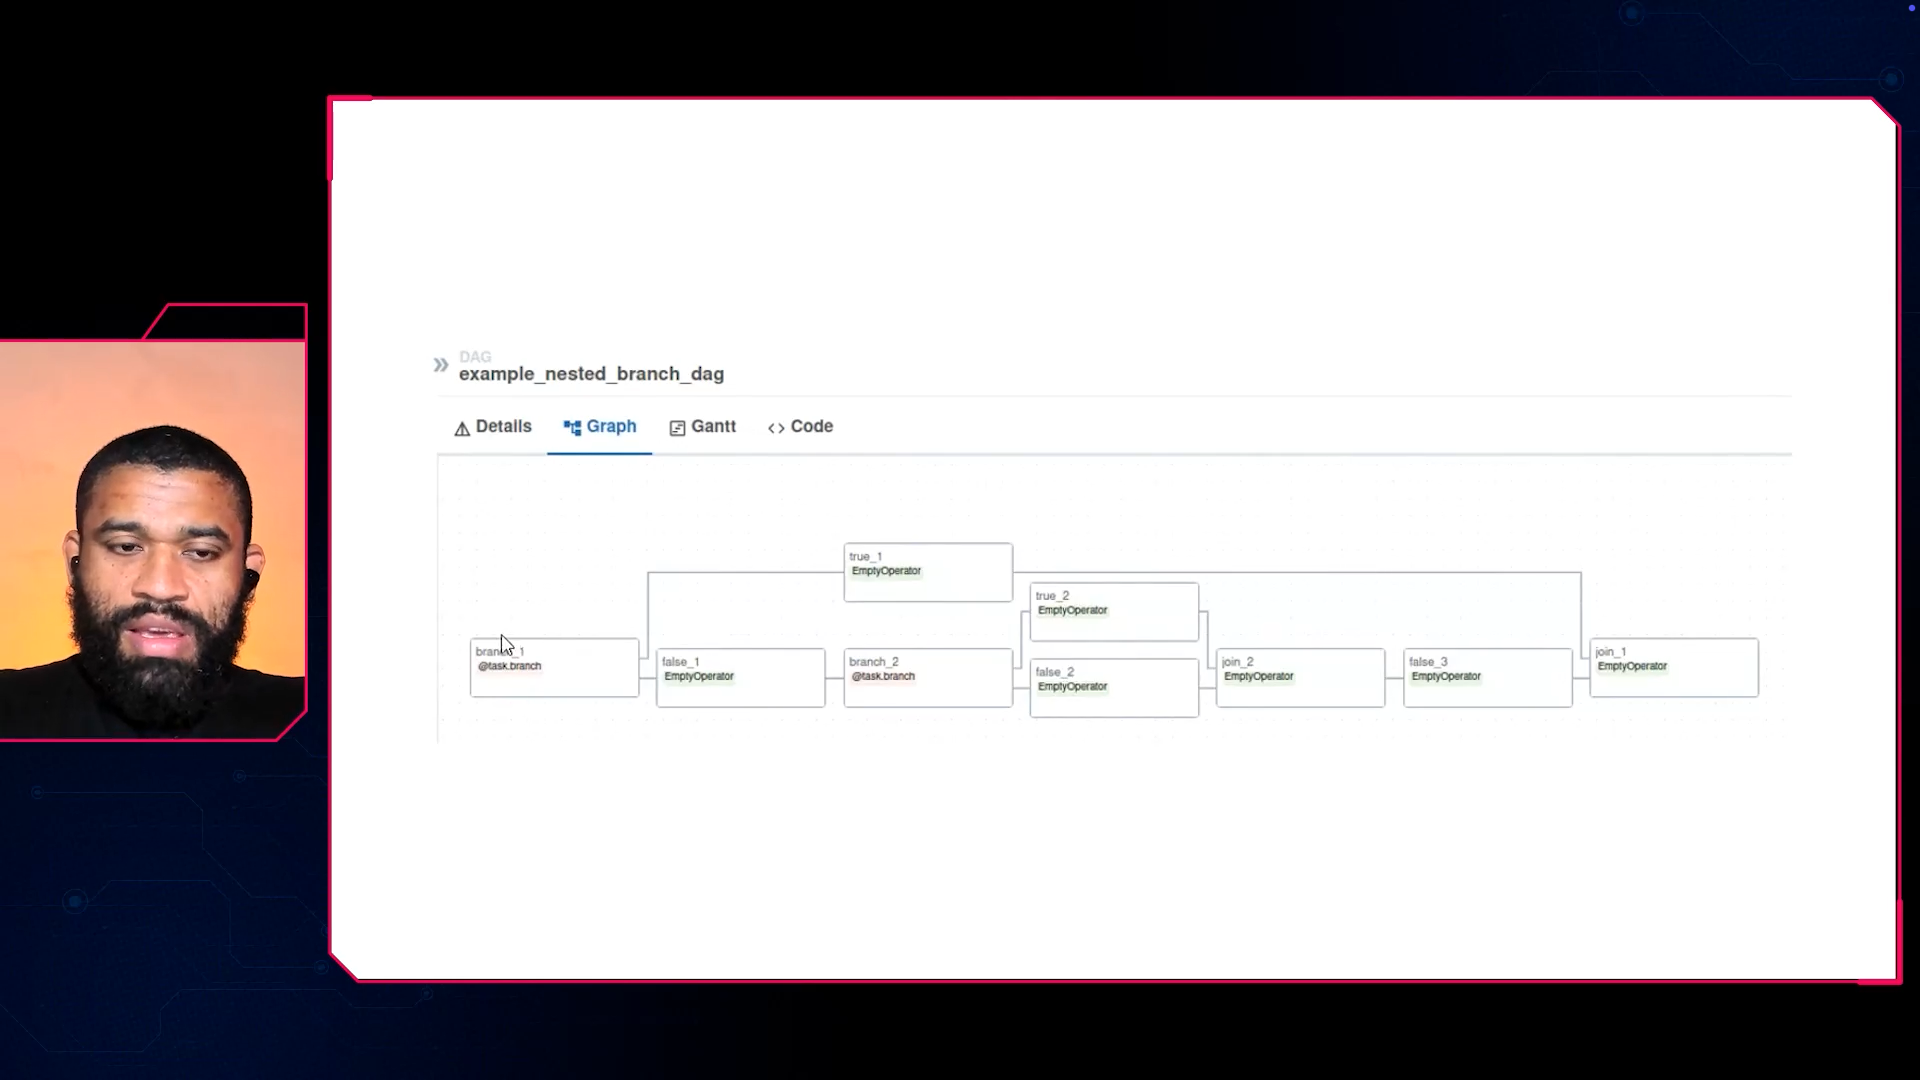 DAG
example_nested_branch_dag
Details
Graph
Gantt
Code
true_1
EmptyOperator
true_2
EmptyOperator
branch_1
@task.branch
false_1
EmptyOperator
branch_2
@task.branch
false_2
EmptyOperator
join_2
EmptyOperator
false_3
EmptyOperator
join_1
EmptyOperator